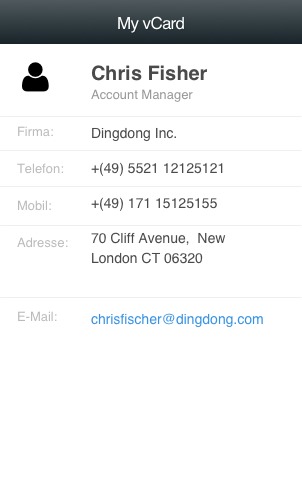 My vCard
Chris Fisher
Account Manager
Firma: Dingdong Inc.
Telefon: +(49) 5521 12125121
Mobil: +(49) 171 15125155
Adresse: 70 Cliff Avenue,  New
London CT 06320
E-Mail: chrisfischer@dingdong.com